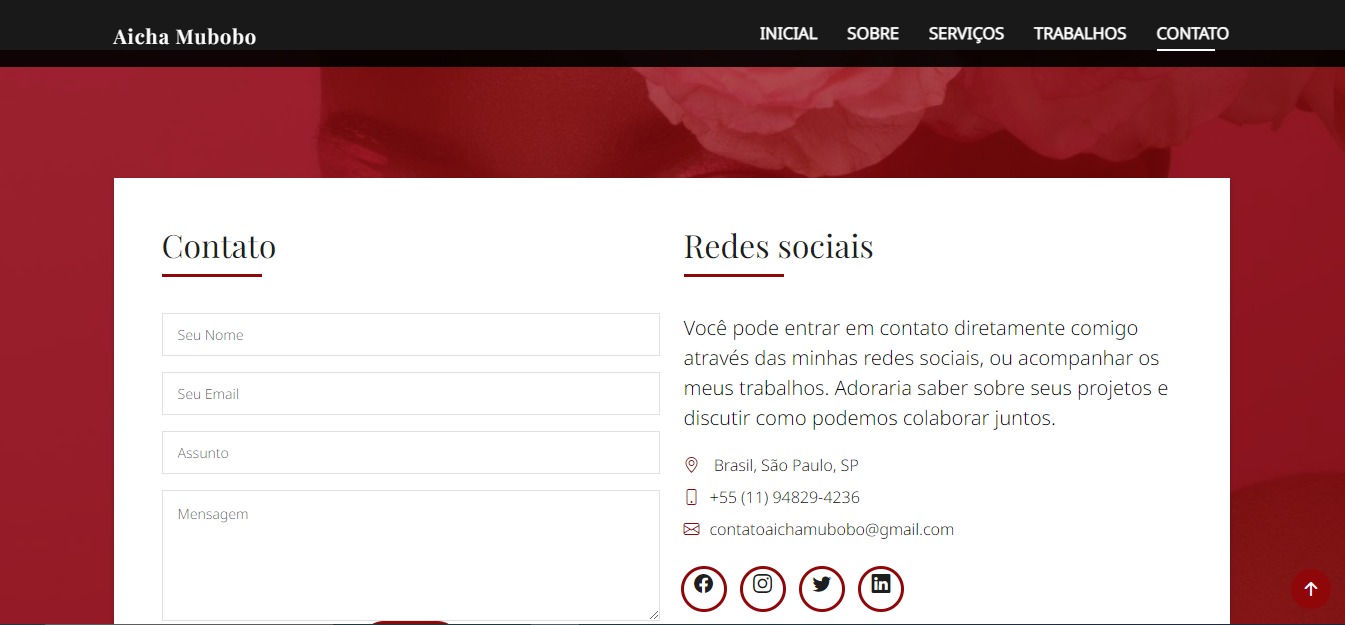 Aicha Mubobo
INICIAL SOBRE SERVIÇOS TRABALHOS CONTATO
Contato
Seu Nome
Seu Email
Assunto
Mensagem
Redes sociais
Você pode entrar em contato diretamente comigo
através das minhas redes sociais, ou acompanhar os
meus trabalhos. Adoraria saber sobre seus projetos e
discutir como podemos colaborar juntos.
Brasil, São Paulo, SP
+55 (11) 94829-4236
contatoaichamubobo@gmail.com